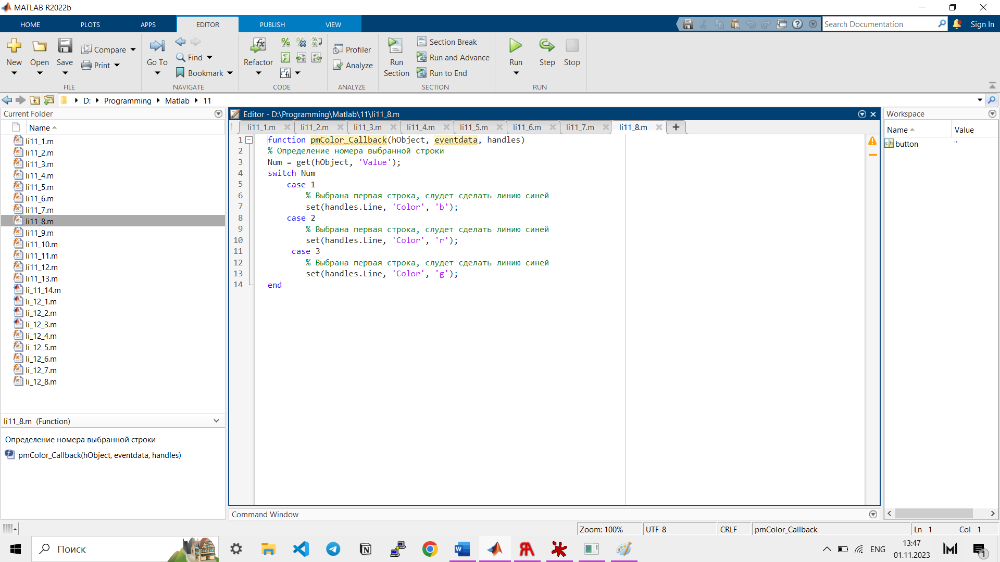 MATLAB R2022b
HOME PLOTS APPS EDITOR PUBLISH VIEW Search Documentation Sign In
New Open Save Compare Print FILE
Go To Find Bookmark NAVIGATE
Refactor CODE
Profiler Analyze ANALYZE
Run Section Section Break Run and Advance Run to End SECTION
Run Step Stop RUN
D: Programming Matlab 11
Current Folder
Name
li11_1.m
li11_2.m
li11_3.m
li11_4.m
li11_5.m
li11_6.m
li11_7.m
li11_8.m
li11_9.m
li11_10.m
li11_11.m
li11_12.m
li11_13.m
li_11_14.m
li_12_1.m
li_12_2.m
li_12_3.m
li_12_4.m
li_12_5.m
li_12_6.m
li_12_7.m
li_12_8.m
li11_8.m (Function)
Определение номера выбранной строки
pmColor_Callback(hObject, eventdata, handles)
Editor - D:\Programming\Matlab\11\li11_8.m
li11_1.m li11_2.m li11_3.m li11_4.m li11_5.m li11_6.m li11_7.m li11_8.m
1 function pmColor_Callback(hObject, eventdata, handles)
2 % Определение номера выбранной строки
3 Num = get(hObject, 'Value');
4 switch Num
5 case 1
6 % Выбрана первая строка, слудет сделать линию синей
7 set(handles.Line, 'Color', 'b');
8 case 2
9 % Выбрана первая строка, слудет сделать линию синей
10 set(handles.Line, 'Color', 'r');
11 case 3
12 % Выбрана первая строка, слудет сделать линию синей
13 set(handles.Line, 'Color', 'g');
14 end
Command Window
Workspace
Name Value
button ''
Zoom: 100% UTF-8 CRLF pmColor_Callback Ln 1 Col 1
Поиск
ENG
13:47
01.11.2023
1